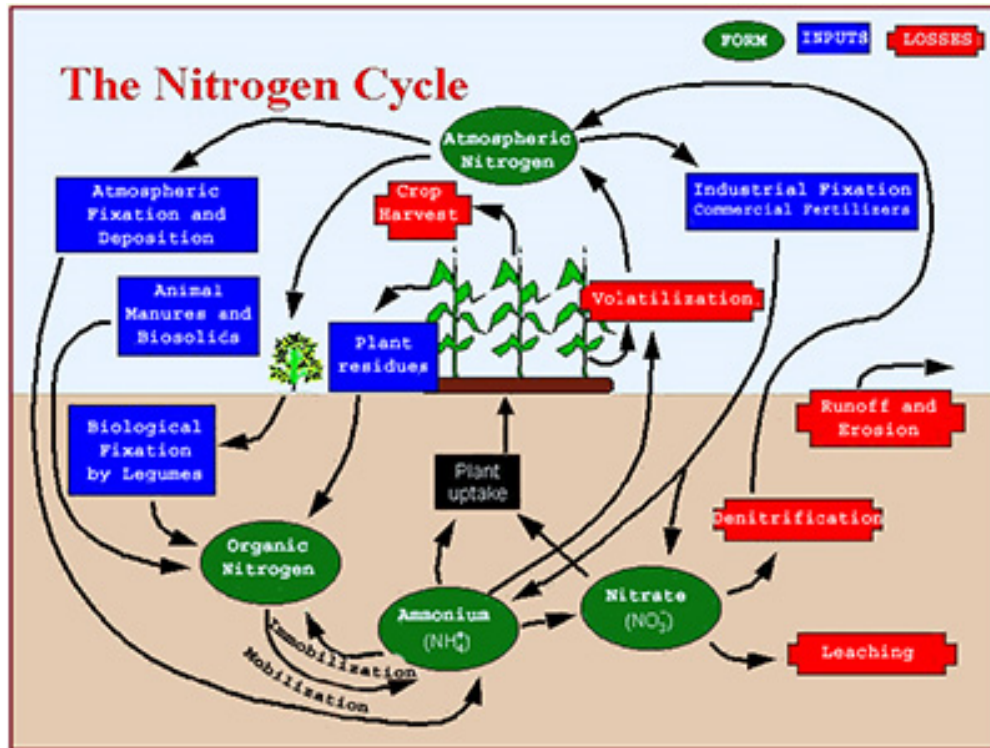 FORM
INPUTS
LOSSES
The Nitrogen Cycle
Atmospheric
Nitrogen
Atmospheric
Fixation and
Deposition
Crop
Harvest
Industrial Fixation
Commercial Fertilizers
Animal
Manures and
Biosolids
Volatilization
Plant
residues
Runoff and
Erosion
Biological
Fixation
by Legumes
Plant
uptake
Denitrification
Organic
Nitrogen
Ammonium
(NH₄⁺)
Nitrate
(NO₃⁻)
Immobilization
Mobilization
Leaching